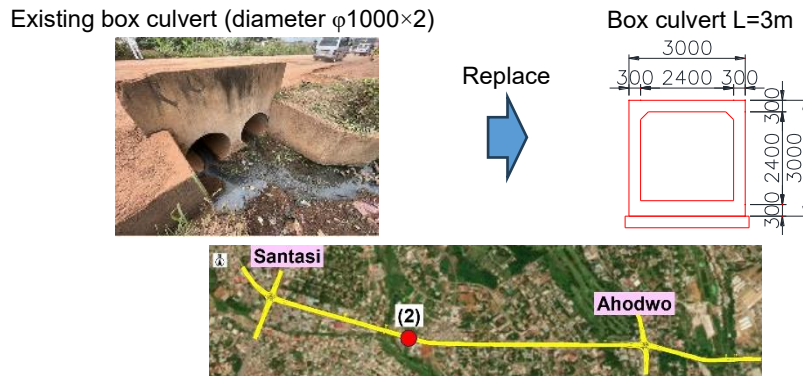 Existing box culvert (diameter φ1000×2)
Box culvert L=3m
3000
300 2400 300
Replace
300
2400
300
3000
Santasi
(2)
Ahodwo